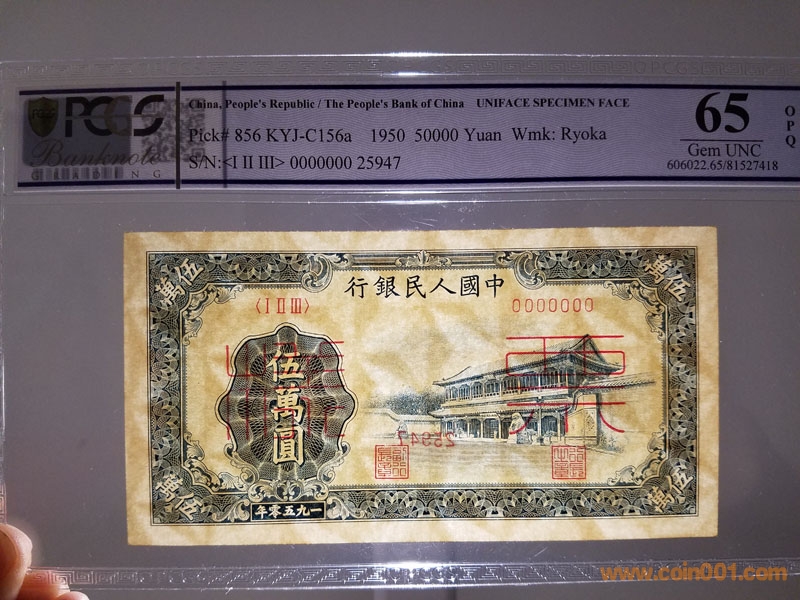 PCGS
Banknote
GRADING
China, People's Republic / The People's Bank of China UNIFACE SPECIMEN FACE
Pick# 856 KYJ-C156a 1950 50000 Yuan Wmk: Ryoka
S/N:<I II III> 0000000 25947
65
Gem UNC
606022.65/81527418
OPQ
伍萬
伍萬
行銀民人國中
〈I II III〉
0000000
伍萬圓
25947
伍萬
伍萬
年零五九一
www.coin001.com